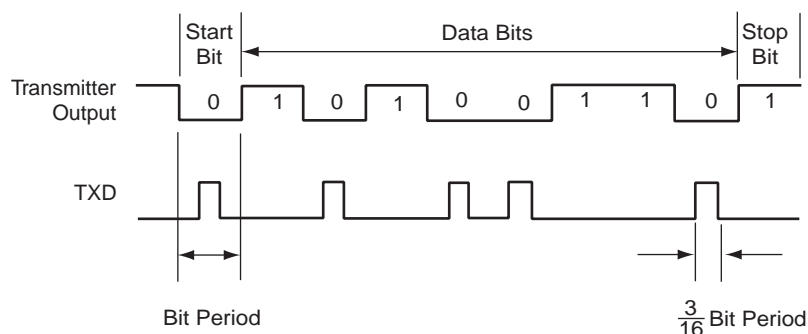 Start
Bit
Data Bits
Stop
Bit
Transmitter
Output
0 1 0 1 0 0 1 1 0 1
TXD
Bit Period
3
16 Bit Period